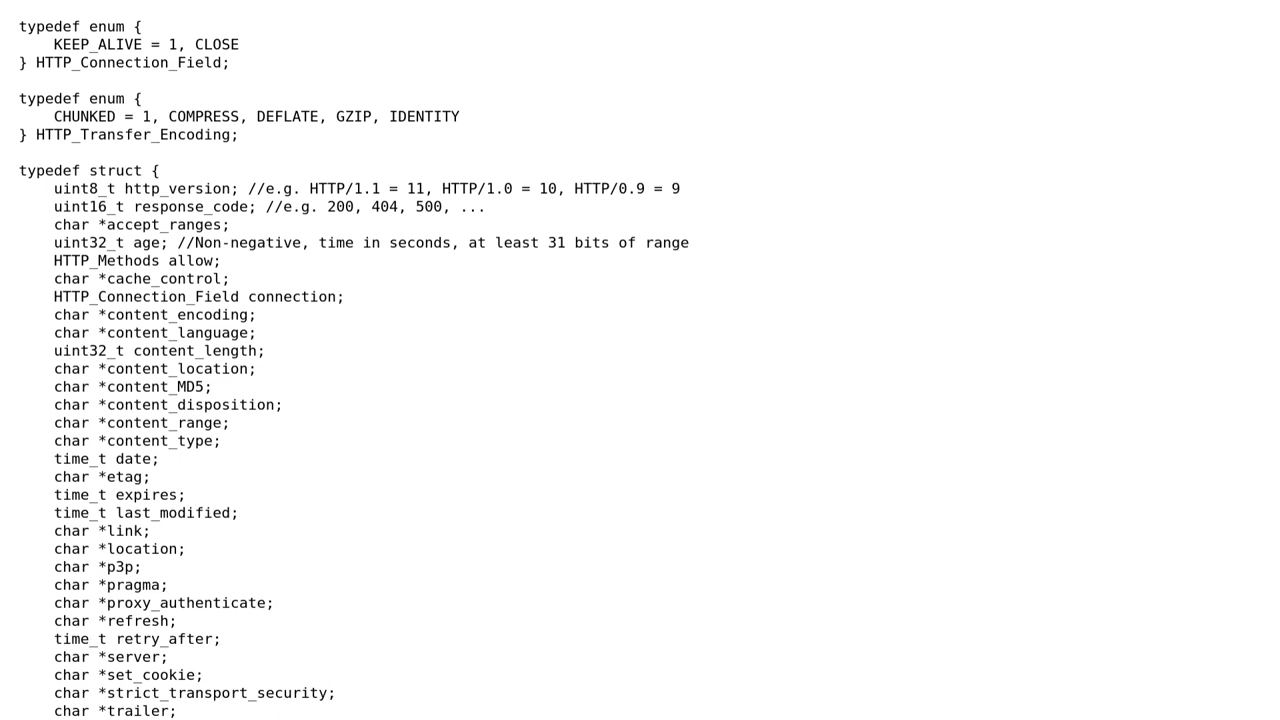 typedef enum {
    KEEP_ALIVE = 1, CLOSE
} HTTP_Connection_Field;

typedef enum {
    CHUNKED = 1, COMPRESS, DEFLATE, GZIP, IDENTITY
} HTTP_Transfer_Encoding;

typedef struct {
    uint8_t http_version; //e.g. HTTP/1.1 = 11, HTTP/1.0 = 10, HTTP/0.9 = 9
    uint16_t response_code; //e.g. 200, 404, 500, ...
    char *accept_ranges;
    uint32_t age; //Non-negative, time in seconds, at least 31 bits of range
    HTTP_Methods allow;
    char *cache_control;
    HTTP_Connection_Field connection;
    char *content_encoding;
    char *content_language;
    uint32_t content_length;
    char *content_location;
    char *content_MD5;
    char *content_disposition;
    char *content_range;
    char *content_type;
    time_t date;
    char *etag;
    time_t expires;
    time_t last_modified;
    char *link;
    char *location;
    char *p3p;
    char *pragma;
    char *proxy_authenticate;
    char *refresh;
    time_t retry_after;
    char *server;
    char *set_cookie;
    char *strict_transport_security;
    char *trailer;